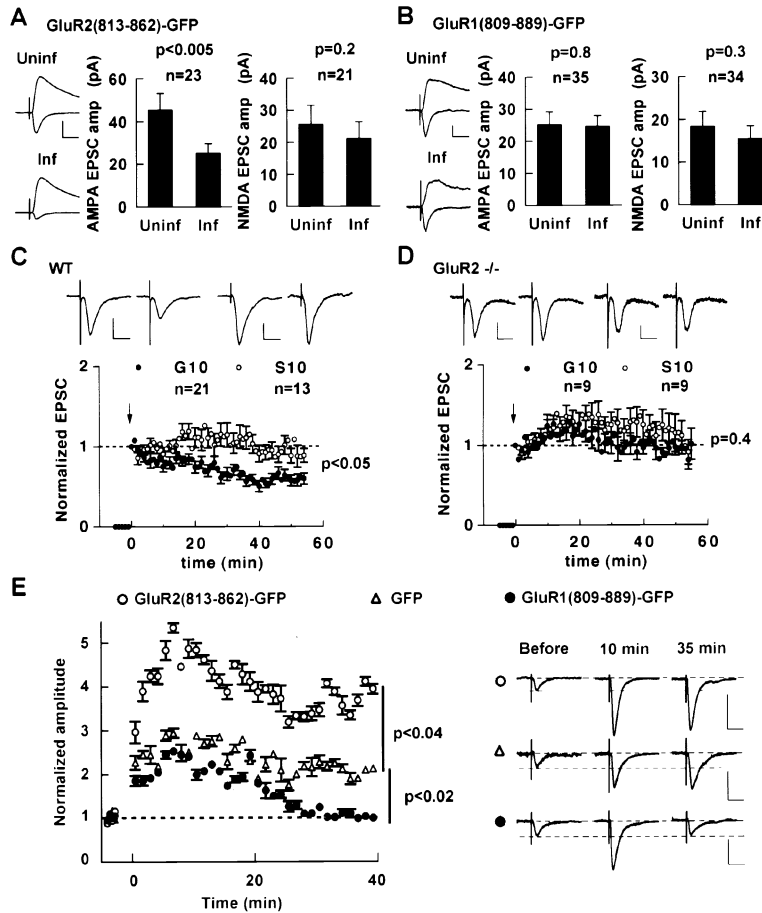 A
GluR2(813-862)-GFP
Uninf
Inf
p<0.005
n=23
AMPA EPSC amp (pA)
60
40
20
0
Uninf Inf
p=0.2
n=21
NMDA EPSC amp (pA)
40
30
20
10
0
Uninf Inf
B
GluR1(809-889)-GFP
Uninf
Inf
p=0.8
n=35
AMPA EPSC amp (pA)
40
30
20
10
0
Uninf Inf
p=0.3
n=34
NMDA EPSC amp (pA)
30
20
10
0
Uninf Inf
C
WT
G10 S10
n=21 n=13
Normalized EPSC
2
1
0
p<0.05
0 20 40 60
time (min)
D
GluR2 -/-
G10 S10
n=9 n=9
Normalized EPSC
2
1
0
p=0.4
0 20 40 60
time (min)
E
GluR2(813-862)-GFP GFP GluR1(809-889)-GFP
Normalized amplitude
5
4
3
2
1
0
p<0.04
p<0.02
0 20 40
Time (min)
Before 10 min 35 min